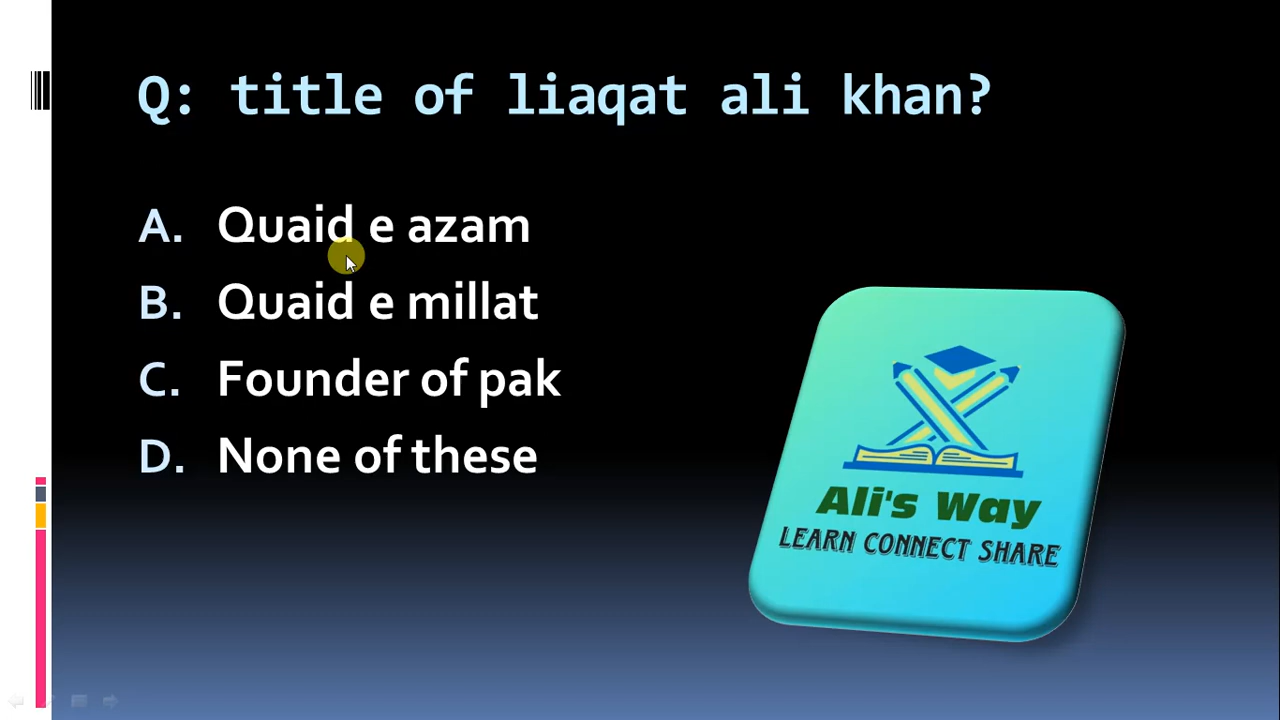 Q: title of liaqat ali khan?
A. Quaid e azam
B. Quaid e millat
C. Founder of pak
D. None of these
Ali's Way
LEARN CONNECT SHARE